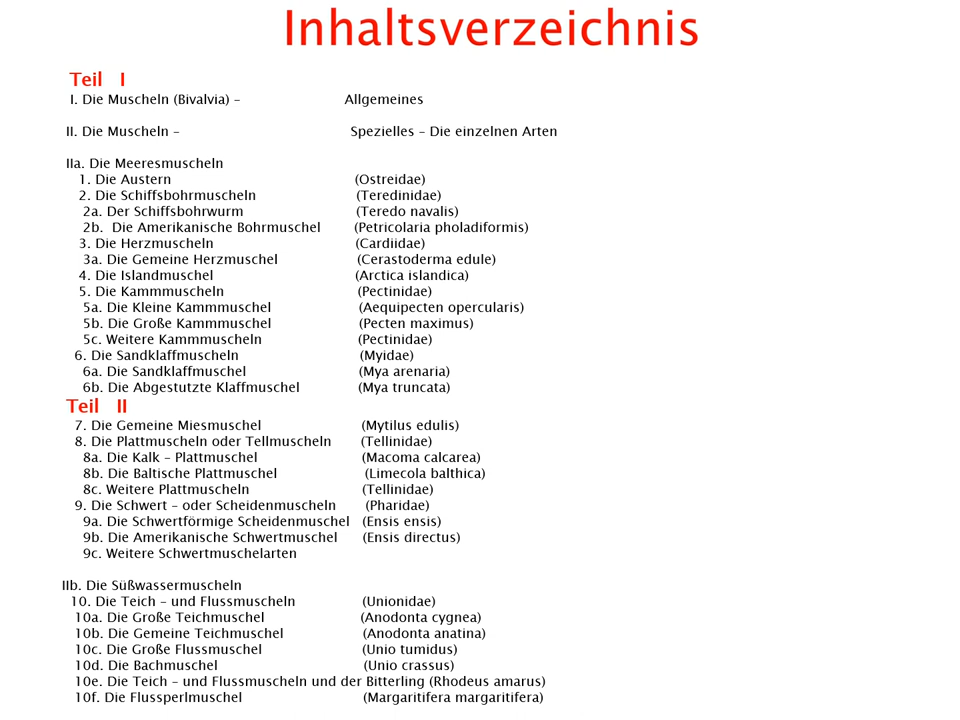 Inhaltsverzeichnis
Teil I
I. Die Muscheln (Bivalvia) – Allgemeines
II. Die Muscheln – Spezielles – Die einzelnen Arten
IIa. Die Meeresmuscheln
1. Die Austern (Ostreidae)
2. Die Schiffsbohrmuscheln (Teredinidae)
2a. Der Schiffsbohrwurm (Teredo navalis)
2b. Die Amerikanische Bohrmuschel (Petricolaria pholadiformis)
3. Die Herzmuscheln (Cardiidae)
3a. Die Gemeine Herzmuschel (Cerastoderma edule)
4. Die Islandmuschel (Arctica islandica)
5. Die Kammmuscheln (Pectinidae)
5a. Die Kleine Kammmuschel (Aequipecten opercularis)
5b. Die Große Kammmuschel (Pecten maximus)
5c. Weitere Kammmuscheln (Pectinidae)
6. Die Sandklaffmuscheln (Myidae)
6a. Die Sandklaffmuschel (Mya arenaria)
6b. Die Abgestutzte Klaffmuschel (Mya truncata)
Teil II
7. Die Gemeine Miesmuschel (Mytilus edulis)
8. Die Plattmuscheln oder Tellmuscheln (Tellinidae)
8a. Die Kalk – Plattmuschel (Macoma calcarea)
8b. Die Baltische Plattmuschel (Limecola balthica)
8c. Weitere Plattmuscheln (Tellinidae)
9. Die Schwert – oder Scheidenmuscheln (Pharidae)
9a. Die Schwertförmige Scheidenmuschel (Ensis ensis)
9b. Die Amerikanische Schwertmuschel (Ensis directus)
9c. Weitere Schwertmuschelarten
IIb. Die Süßwassermuscheln
10. Die Teich – und Flussmuscheln (Unionidae)
10a. Die Große Teichmuschel (Anodonta cygnea)
10b. Die Gemeine Teichmuschel (Anodonta anatina)
10c. Die Große Flussmuschel (Unio tumidus)
10d. Die Bachmuschel (Unio crassus)
10e. Die Teich – und Flussmuscheln und der Bitterling (Rhodeus amarus)
10f. Die Flussperlmuschel (Margaritifera margaritifera)